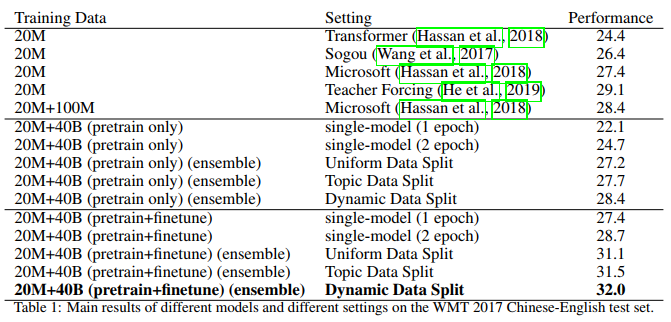 Training Data Setting Performance
20M Transformer (Hassan et al., 2018) 24.4
20M Sogou (Wang et al., 2017) 26.4
20M Microsoft (Hassan et al., 2018) 27.4
20M Teacher Forcing (He et al., 2019) 29.1
20M+100M Microsoft (Hassan et al., 2018) 28.4
20M+40B (pretrain only) single-model (1 epoch) 22.1
20M+40B (pretrain only) single-model (2 epoch) 24.7
20M+40B (pretrain only) (ensemble) Uniform Data Split 27.2
20M+40B (pretrain only) (ensemble) Topic Data Split 27.7
20M+40B (pretrain only) (ensemble) Dynamic Data Split 28.4
20M+40B (pretrain+finetune) single-model (1 epoch) 27.4
20M+40B (pretrain+finetune) single-model (2 epoch) 28.7
20M+40B (pretrain+finetune) (ensemble) Uniform Data Split 31.1
20M+40B (pretrain+finetune) (ensemble) Topic Data Split 31.5
20M+40B (pretrain+finetune) (ensemble) Dynamic Data Split 32.0
Table 1: Main results of different models and different settings on the WMT 2017 Chinese-English test set.